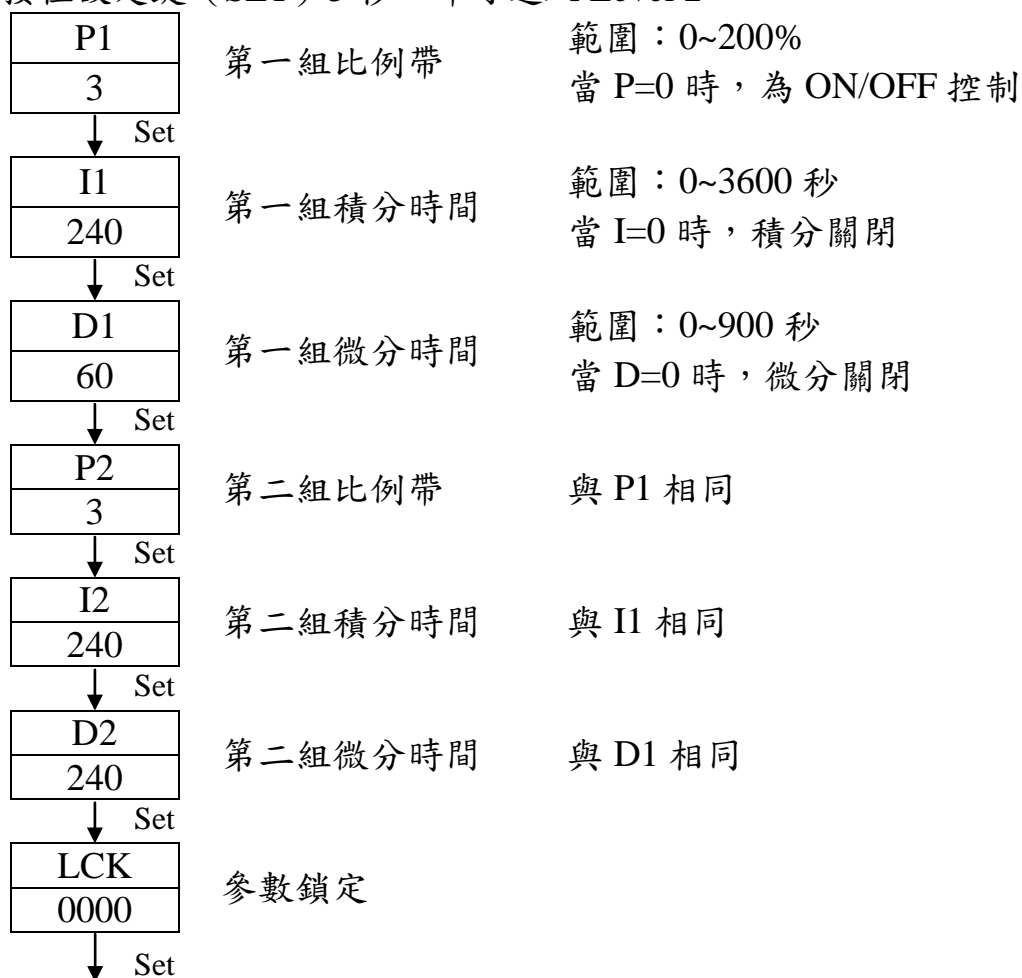 P1
3
第一組比例帶
範圍：0~200%
當 P=0 時，為 ON/OFF 控制
Set
I1
240
第一組積分時間
範圍：0~3600 秒
當 I=0 時，積分關閉
Set
D1
60
第一組微分時間
範圍：0~900 秒
當 D=0 時，微分關閉
Set
P2
3
第二組比例帶
與 P1 相同
Set
I2
240
第二組積分時間
與 I1 相同
Set
D2
240
第二組微分時間
與 D1 相同
Set
LCK
0000
參數鎖定
Set